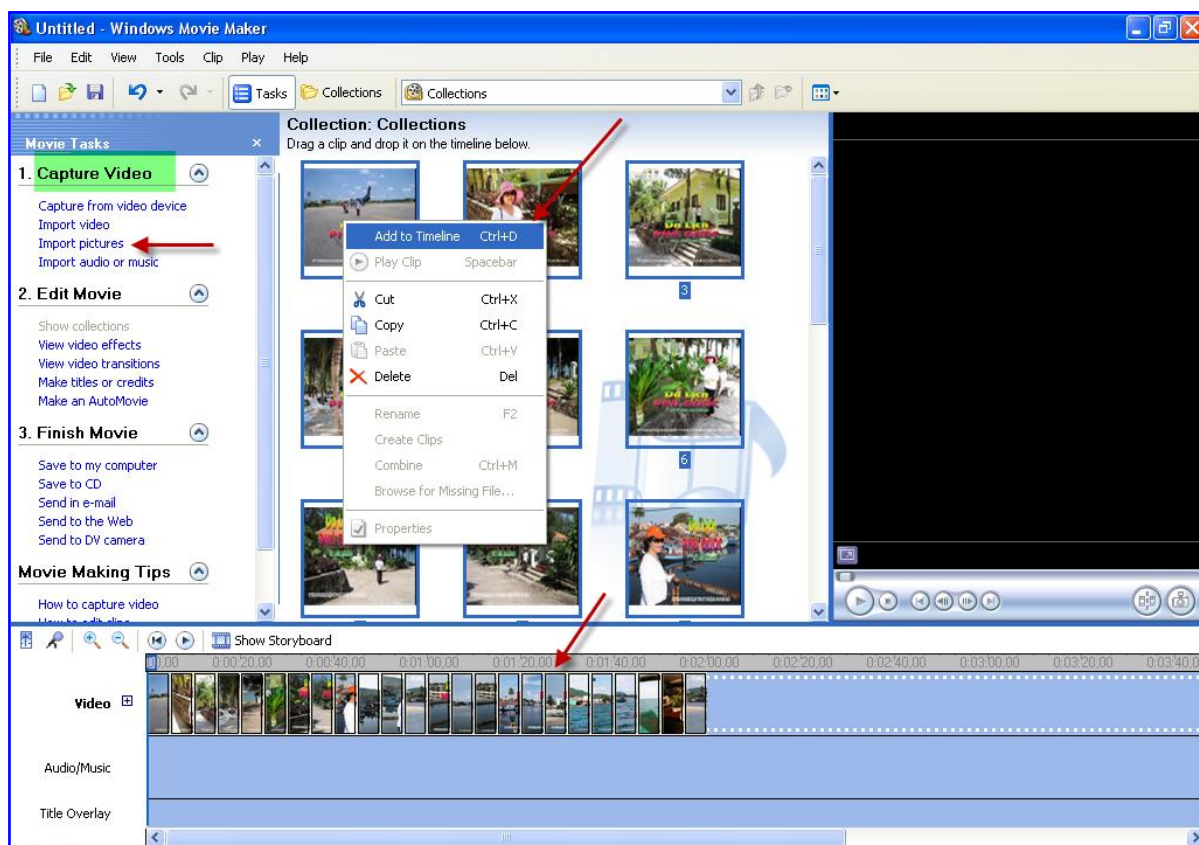 Untitled - Windows Movie Maker
File Edit View Tools Clip Play Help
Tasks Collections Collections
Movie Tasks
1. Capture Video
Capture from video device
Import video
Import pictures
Import audio or music
2. Edit Movie
Show collections
View video effects
View video transitions
Make titles or credits
Make an AutoMovie
3. Finish Movie
Save to my computer
Save to CD
Send in e-mail
Send to the Web
Send to DV camera
Movie Making Tips
How to capture video
How to edit clips
Collection: Collections
Drag a clip and drop it on the timeline below.
3
6
Add to Timeline Ctrl+D
Play Clip Spacebar
Cut Ctrl+X
Copy Ctrl+C
Paste Ctrl+V
Delete Del
Rename F2
Create Clips
Combine Ctrl+M
Browse for Missing File...
Properties
Show Storyboard
0:00:20,00 0:00:40,00 0:01:00,00 0:01:20,00 0:01:40,00 0:02:00,00 0:02:20,00 0:02:40,00 0:03:00,00 0:03:20,00
Video
Audio/Music
Title Overlay